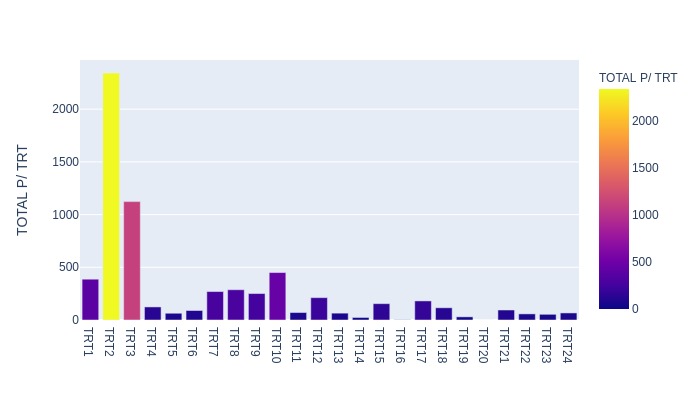 TOTAL P/ TRT
2000
1500
1000
500
0
TOTAL P/ TRT
2000
1500
1000
500
0
TRT1
TRT2
TRT3
TRT4
TRT5
TRT6
TRT7
TRT8
TRT9
TRT10
TRT11
TRT12
TRT13
TRT14
TRT15
TRT16
TRT17
TRT18
TRT19
TRT20
TRT21
TRT22
TRT23
TRT24